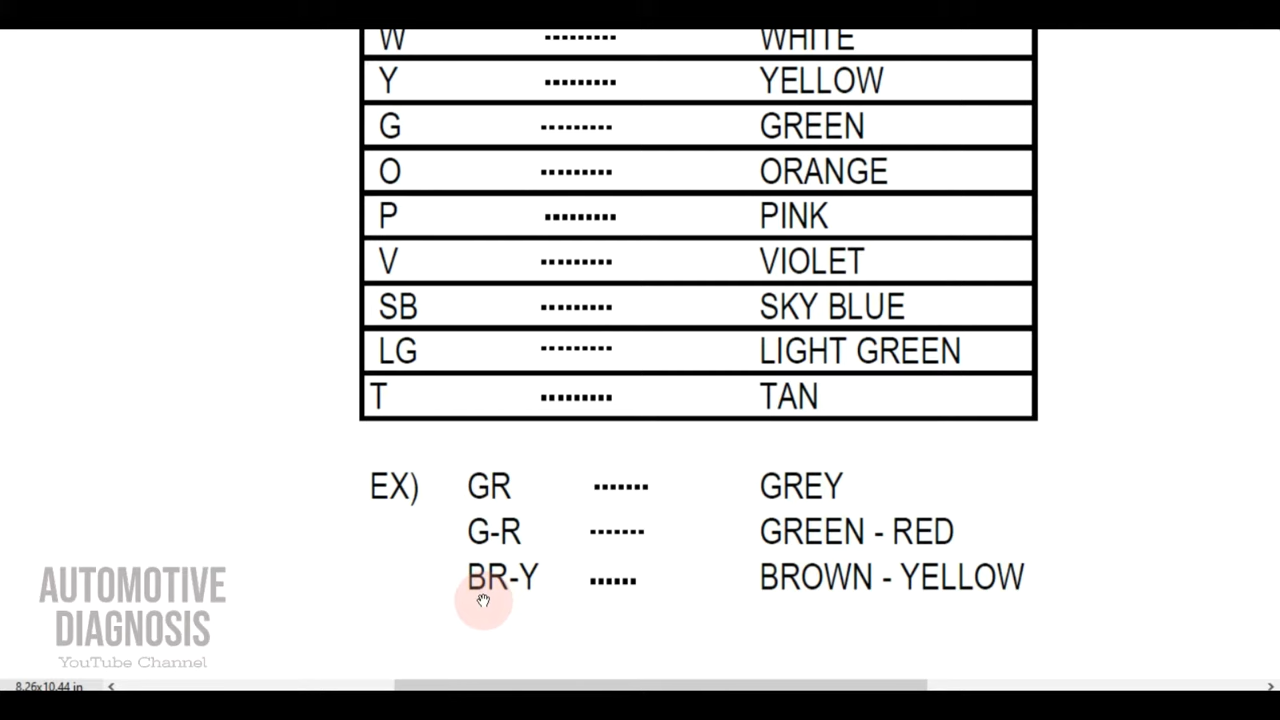 W ......... WHITE
Y ......... YELLOW
G ......... GREEN
O ......... ORANGE
P ......... PINK
V ......... VIOLET
SB ......... SKY BLUE
LG ......... LIGHT GREEN
T ......... TAN
EX) GR ....... GREY
G-R ....... GREEN - RED
BR-Y ...... BROWN - YELLOW
AUTOMOTIVE
DIAGNOSIS
YouTube Channel
8.26x10.44 in